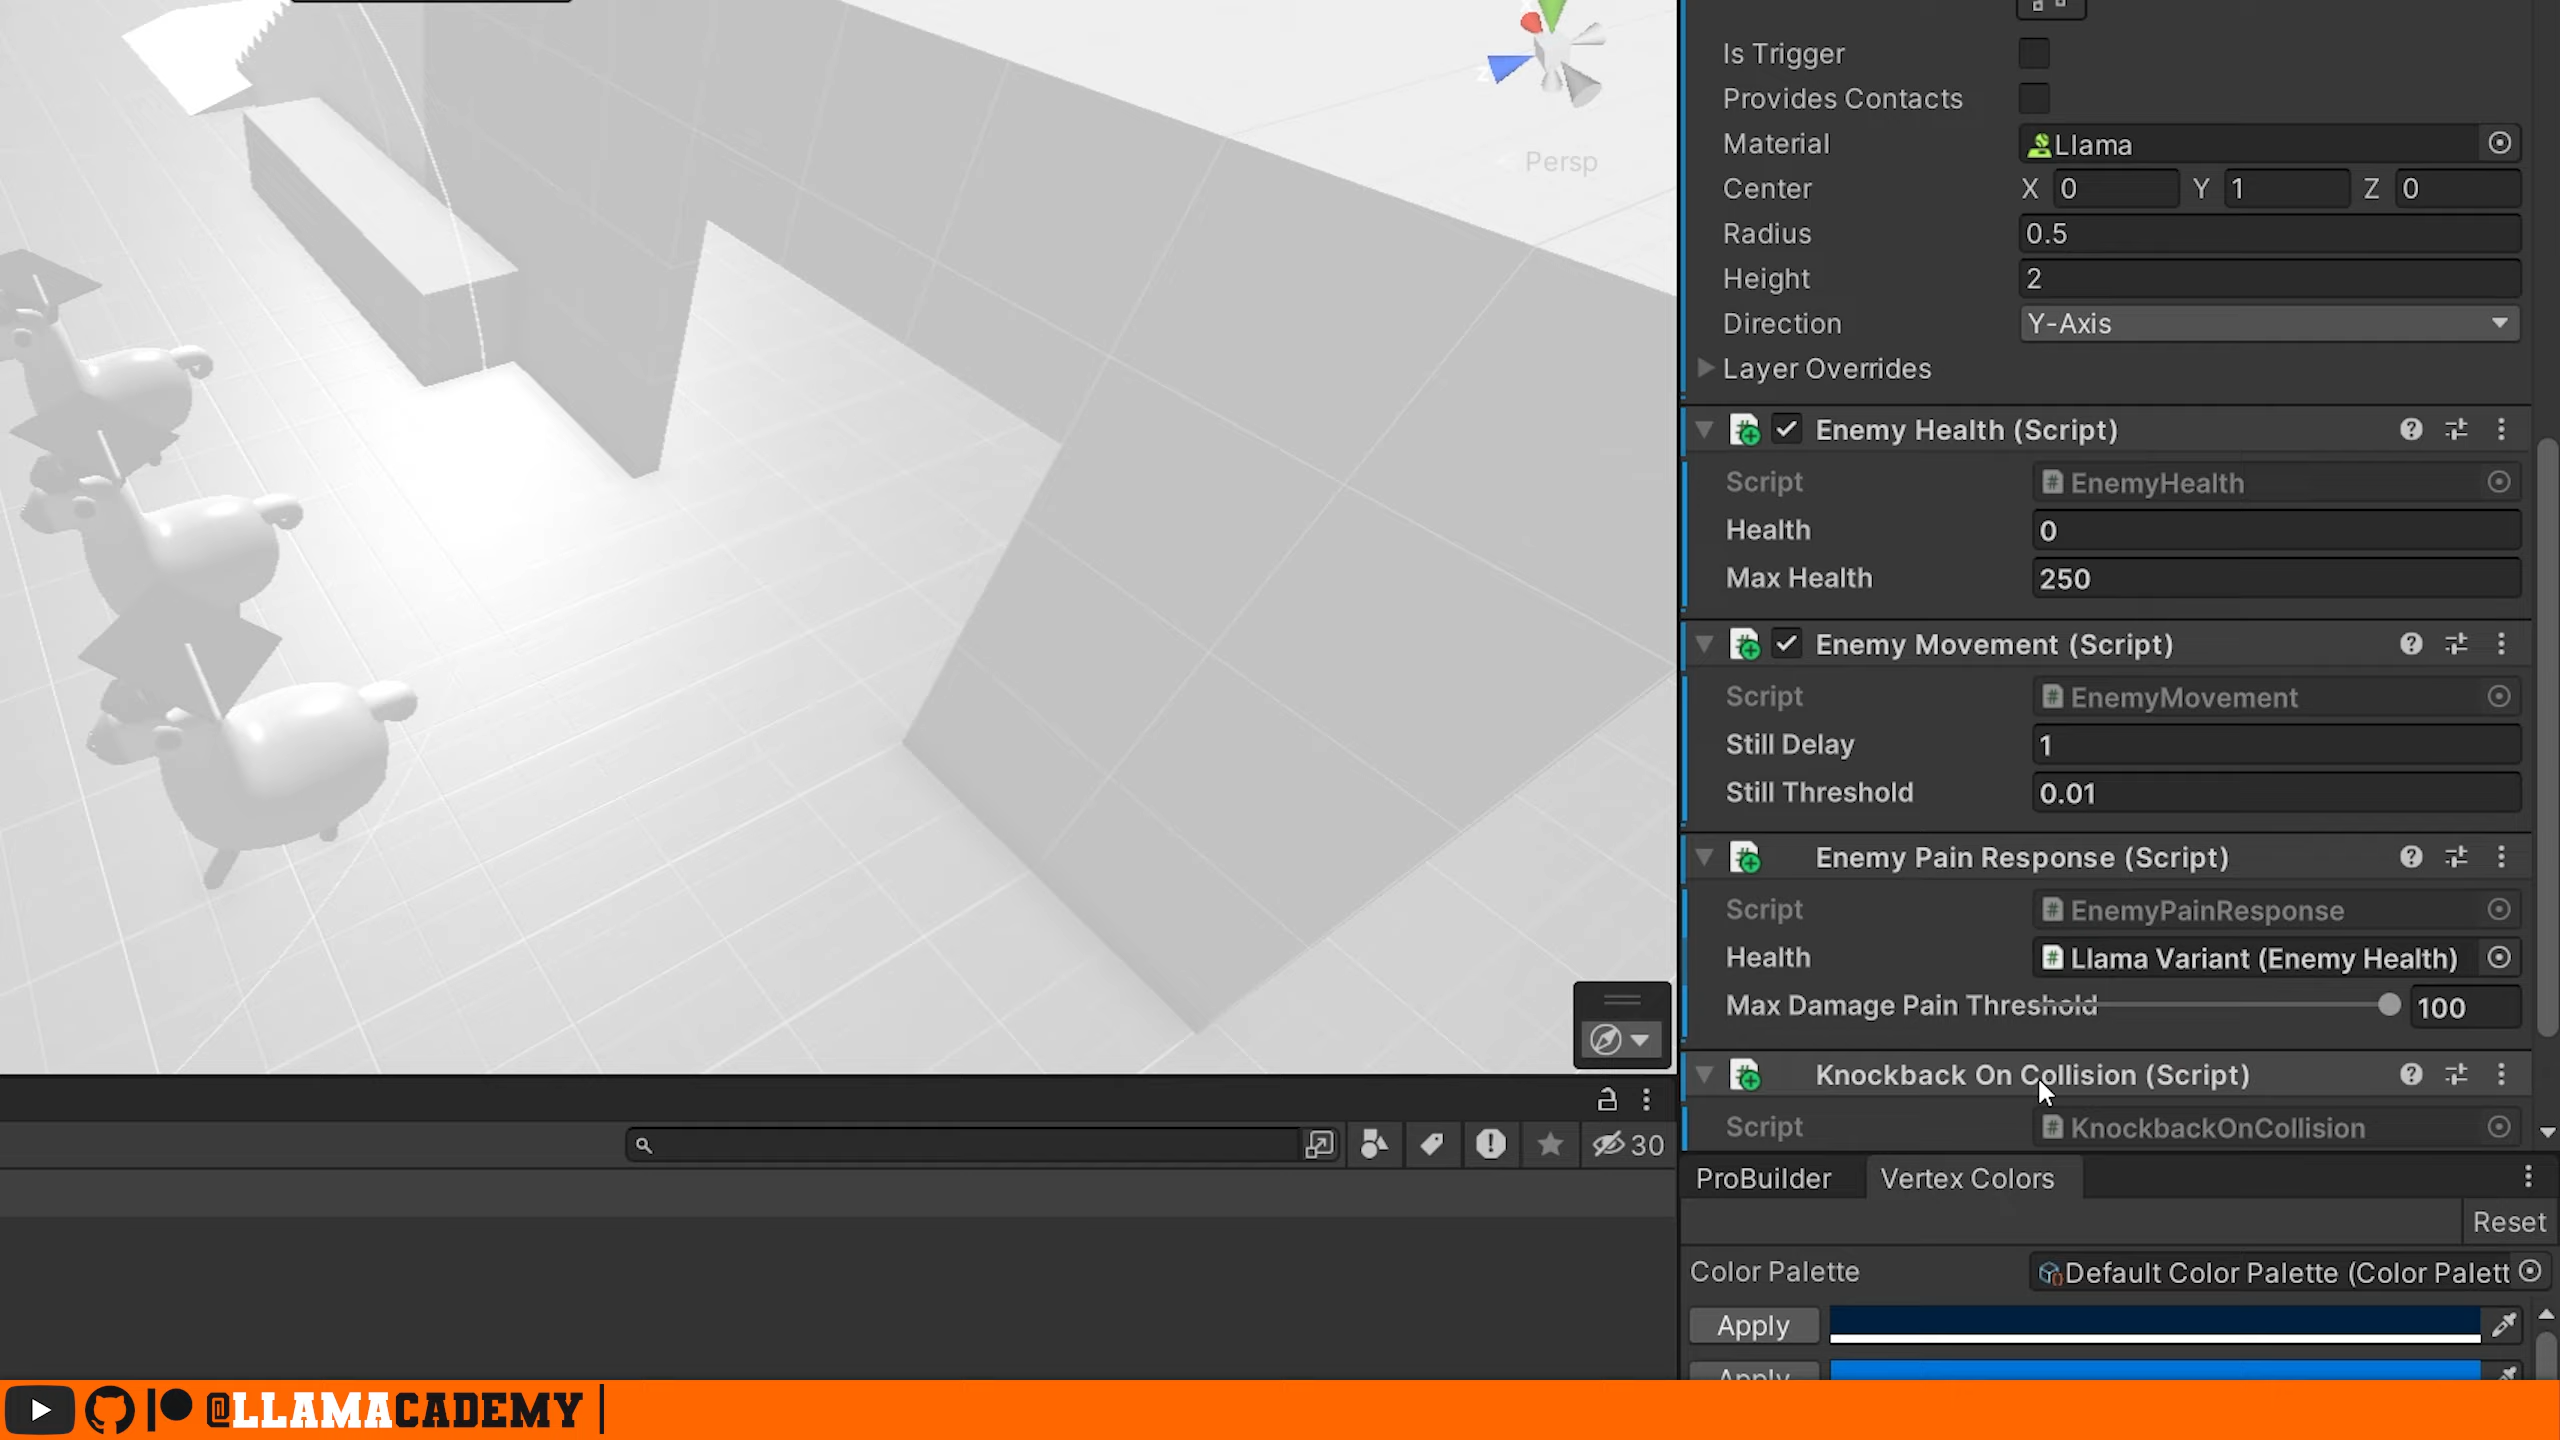 Persp
Is Trigger
Provides Contacts
Material Llama
Center X 0 Y 1 Z 0
Radius 0.5
Height 2
Direction Y-Axis
Layer Overrides
Enemy Health (Script)
Script EnemyHealth
Health 0
Max Health 250
Enemy Movement (Script)
Script EnemyMovement
Still Delay 1
Still Threshold 0.01
Enemy Pain Response (Script)
Script EnemyPainResponse
Health Llama Variant (Enemy Health)
Max Damage Pain Threshold 100
Knockback On Collision (Script)
Script KnockbackOnCollision
30
ProBuilder Vertex Colors
Reset
Color Palette Default Color Palette (Color Palett
Apply
Apply
@LLAMACADEMY